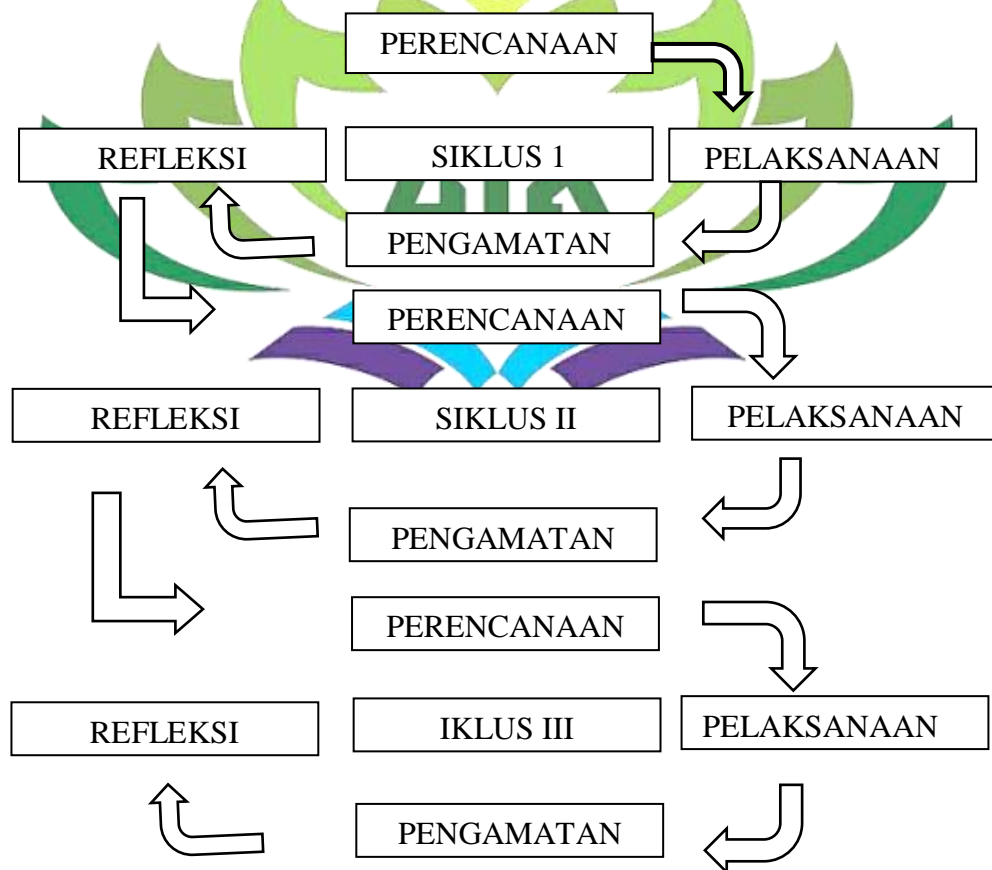 PERENCANAAN
REFLEKSI
SIKLUS 1
PELAKSANAAN
PENGAMATAN
PERENCANAAN
REFLEKSI
SIKLUS II
PELAKSANAAN
PENGAMATAN
PERENCANAAN
REFLEKSI
IKLUS III
PELAKSANAAN
PENGAMATAN